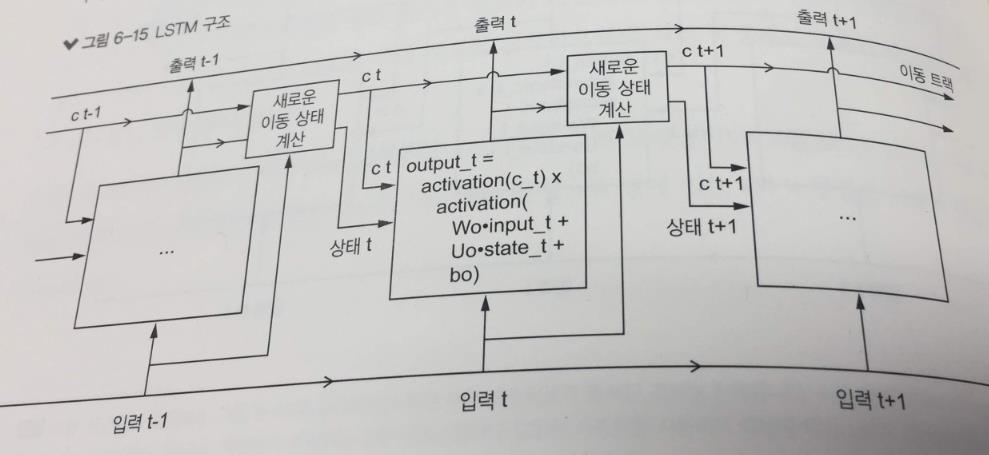 ✔ 그림 6-15 LSTM 구조
출력 t-1
출력 t
출력 t+1
c t-1
새로운
이동 상태
계산
c t
새로운
이동 상태
계산
c t+1
이동 트랙
...
c t
상태 t
output_t =
activation(c_t) x
activation(
Wo•input_t +
Uo•state_t +
bo)
c t+1
상태 t+1
...
입력 t-1
입력 t
입력 t+1